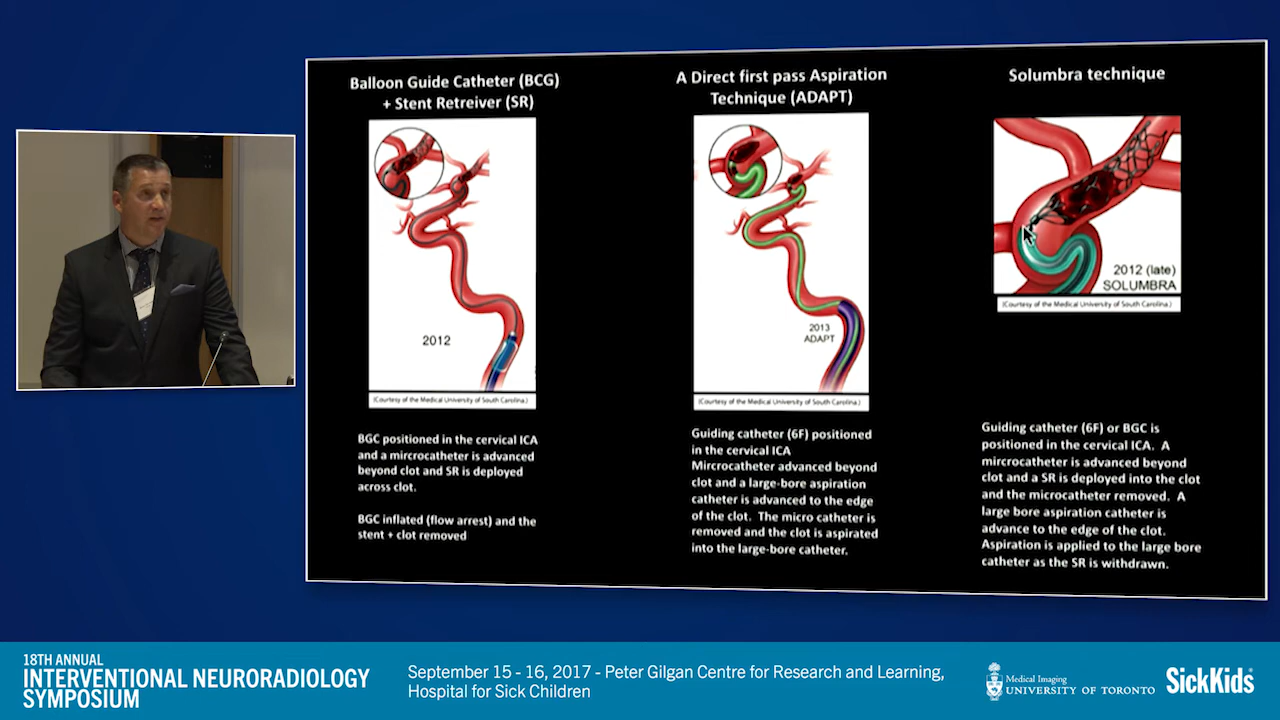 Balloon Guide Catheter (BCG)
+ Stent Retreiver (SR)
2012
(Courtesy of the Medical University of South Carolina.)
BGC positioned in the cervical ICA
and a mircocatheter is advanced
beyond clot and SR is deployed
across clot.
BGC inflated (flow arrest) and the
stent + clot removed
A Direct first pass Aspiration
Technique (ADAPT)
2013
ADAPT
(Courtesy of the Medical University of South Carolina.)
Guiding catheter (6F) positioned
in the cervical ICA
Mircrocatheter advanced beyond
clot and a large-bore aspiration
catheter is advanced to the edge
of the clot. The micro catheter is
removed and the clot is aspirated
into the large-bore catheter.
Solumbra technique
2012 (late)
SOLUMBRA
(Courtesy of the Medical University of South Carolina.)
Guiding catheter (6F) or BGC is
positioned in the cervical ICA. A
mircrocatheter is advanced beyond
clot and a SR is deployed into the clot
and the microcatheter removed. A
large bore aspiration catheter is
advance to the edge of the clot.
Aspiration is applied to the large bore
catheter as the SR is withdrawn.
18TH ANNUAL
INTERVENTIONAL NEURORADIOLOGY
SYMPOSIUM
September 15 - 16, 2017 - Peter Gilgan Centre for Research and Learning,
Hospital for Sick Children
Medical Imaging
UNIVERSITY OF TORONTO
SickKids